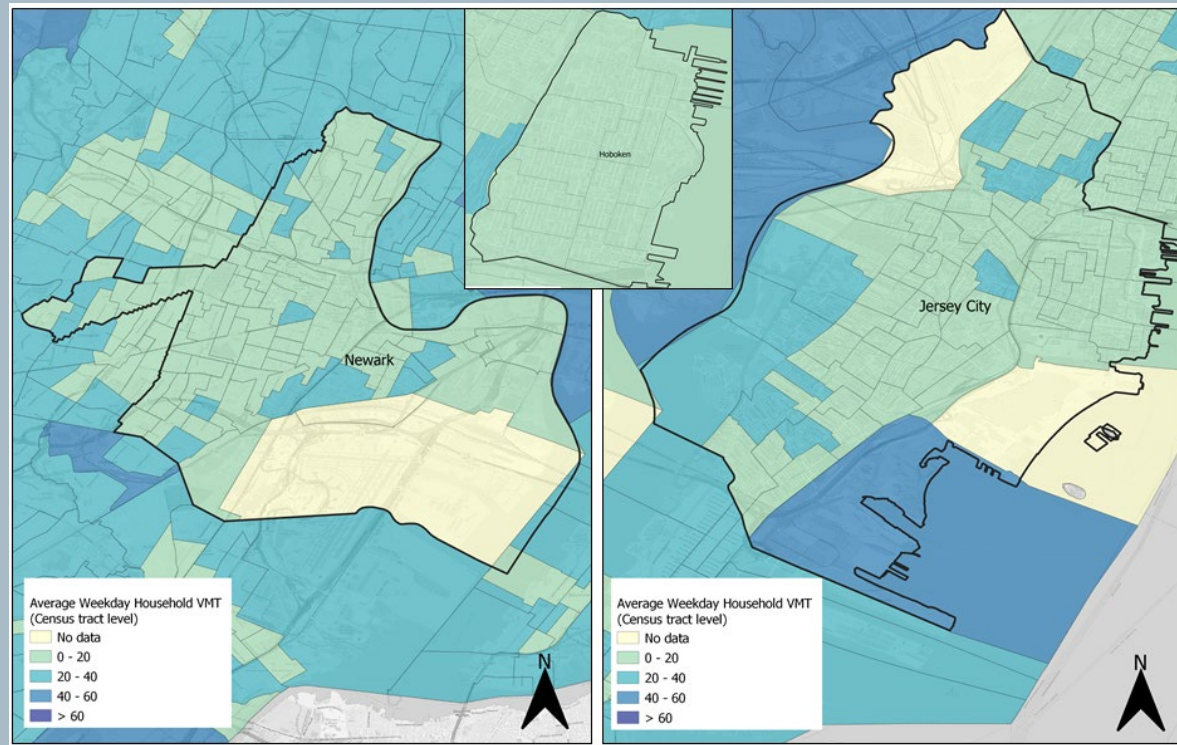 Hoboken
Newark
Jersey City
Average Weekday Household VMT
(Census tract level)
No data
0 - 20
20 - 40
40 - 60
> 60
N
Average Weekday Household VMT
(Census tract level)
No data
0 - 20
20 - 40
40 - 60
> 60
N